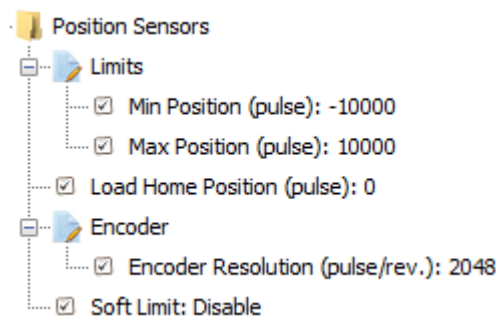 Position Sensors
Limits
Min Position (pulse): -10000
Max Position (pulse): 10000
Load Home Position (pulse): 0
Encoder
Encoder Resolution (pulse/rev.): 2048
Soft Limit: Disable